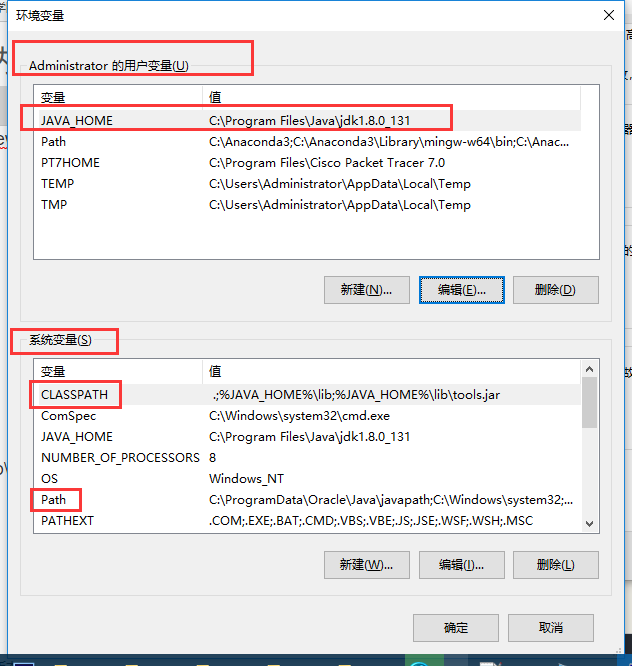 环境变量
Administrator 的用户变量(U)
变量 值
JAVA_HOME C:\Program Files\Java\jdk1.8.0_131
Path C:\Anaconda3;C:\Anaconda3\Library\mingw-w64\bin;C:\Anac...
PT7HOME C:\Program Files\Cisco Packet Tracer 7.0
TEMP C:\Users\Administrator\AppData\Local\Temp
TMP C:\Users\Administrator\AppData\Local\Temp
新建(N)... 编辑(E)... 删除(D)
系统变量(S)
变量 值
CLASSPATH .;%JAVA_HOME%\lib;%JAVA_HOME%\lib\tools.jar
ComSpec C:\Windows\system32\cmd.exe
JAVA_HOME C:\Program Files\Java\jdk1.8.0_131
NUMBER_OF_PROCESSORS 8
OS Windows_NT
Path C:\ProgramData\Oracle\Java\javapath;C:\Windows\system32;...
PATHEXT .COM;.EXE;.BAT;.CMD;.VBS;.VBE;.JS;.JSE;.WSF;.WSH;.MSC
新建(W)... 编辑(I)... 删除(L)
确定 取消